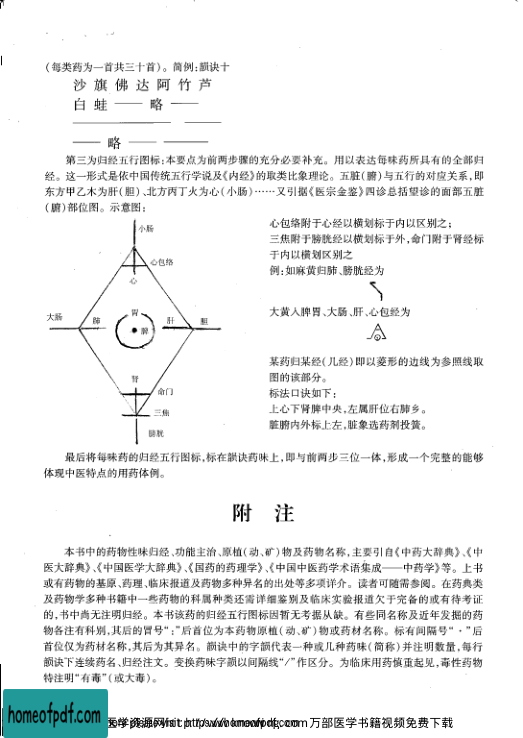 (每类药为一首共三十首)。简例:韻诀十
沙 旗 佛 达 阿 竹 芦
白 蛙 —— 略 ——
—— 略 —— ——
第三为归经五行图标:本要点为前两步骤的充分必要补充。用以表达每味药所具有的全部归
经。这一形式是依中国传统五行学说及《内经》的取类比象理论。五脏(腑)与五行的对应关系,即
东方甲乙木为肝(胆)、北方丙丁火为心(小肠)……又引据《医宗金鉴》四诊总括望诊的面部五脏
(腑)部位图。示意图:
小肠
心包络
心
大肠
肺
胃
脾
肝
胆
肾
命门
三焦
膀胱
心包络附于心经以横划标于内以区别之;
三焦附于膀胱经以横划标于外,命门附于肾经标
于内以横划区别之
例:如麻黄归肺、膀胱经为
大黄入脾胃、大肠、肝、心包经为
某药归某经(几经)即以菱形的边线为参照线取
图的该部分。
标法口诀如下:
上心下肾脾中央,左属肝位右肺乡。
脏腑内外标上左,脏象选药剂投簧。
最后将每味药的归经五行图标,标在韻诀药味上,即与前两步三位一体,形成一个完整的能够
体现中医特点的用药体例。
附 注
本书中的药物性味归经、功能主治、原植(动、矿)物及药物名称,主要引自《中药大辞典》、《中
医大辞典》、《中国医学大辞典》、《国药的药理学》、《中国中医药学术语集成——中药学》等。上书
或有药物的基原、药理、临床报道及药物多种异名的出处等多项详介。读者可随需参阅。在药典类
及药物学多种书籍中一些药物的科属种类还需详细鉴别及临床实验报道欠于完备的或有待考证
的,书中尚无注明归经。本书该药的归经五行图标因暂无考据从缺。有些同名称及近年发掘的药
物各注有科别,其后的冒号“:”后首位为本药物原植(动、矿)物或药材名称。标有间隔号“·”后
首位仅为药材名称,其后为其异名。韻诀中的字韻代表一种或几种药味(简称)并注明数量,每行
韻诀下连续药名、归经注文。变换药味字韻以间隔线“/”作区分。为临床用药慎重起见,毒性药物
特注明“有毒”(或大毒)。
homeofpdf.com
医学资源网 万部医学书籍视频免费下载